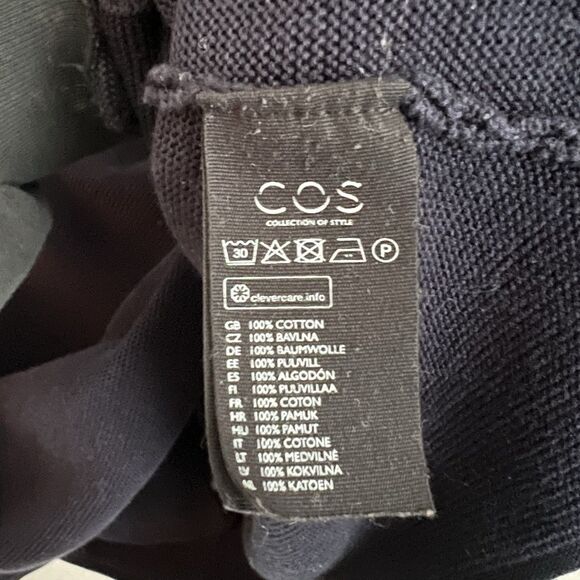 COS
COLLECTION OF STYLE
30 P
clevercare.info
GB 100% COTTON
CZ 100% BAVLNA
DE 100% BAUMWOLLE
EE 100% PUUVILL
ES 100% ALGODÓN
FI 100% PUUVILLAA
FR 100% COTON
HR 100% PAMUK
HU 100% PAMUT
IT 100% COTONE
LT 100% MEDVILNĖ
LV 100% KOKVILNA
NL 100% KATOEN